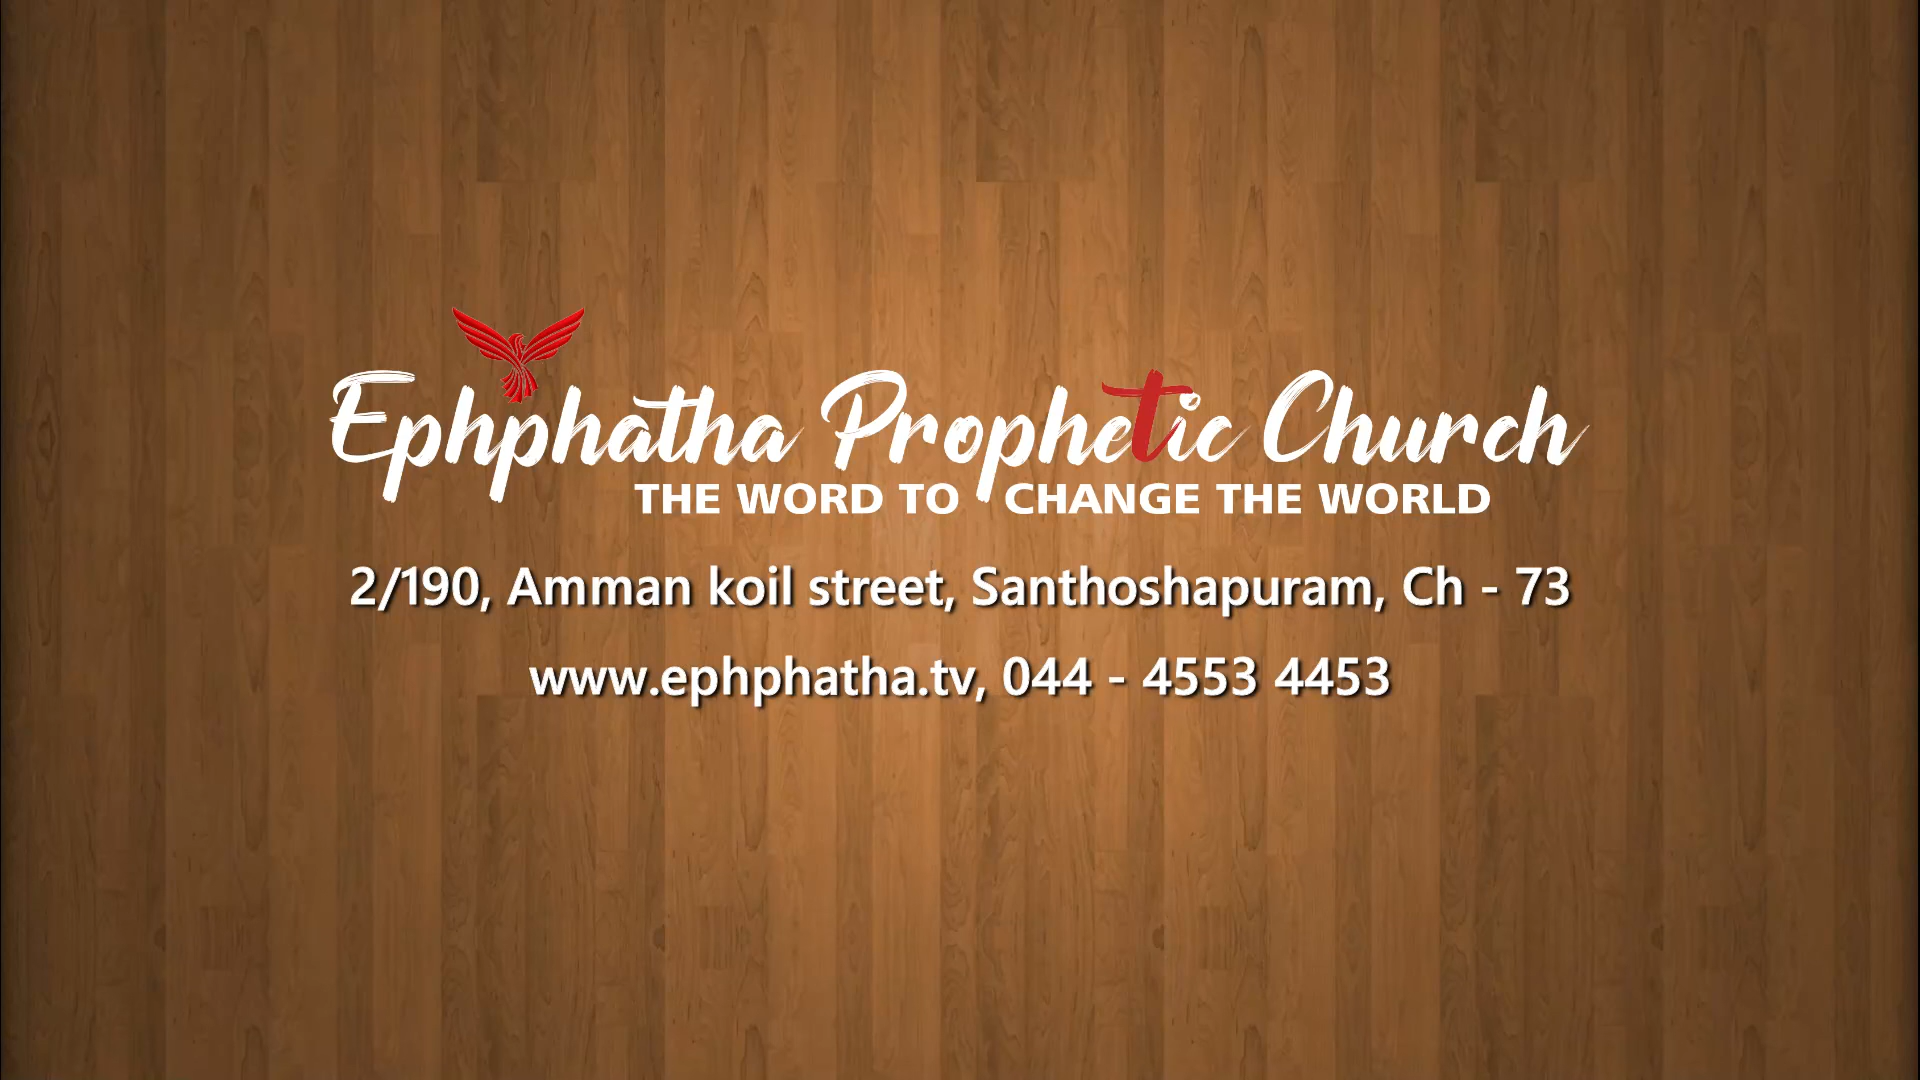 Ephphatha Prophetic Church
THE WORD TO CHANGE THE WORLD
2/190, Amman koil street, Santhoshapuram, Ch - 73
www.ephphatha.tv, 044 - 4553 4453